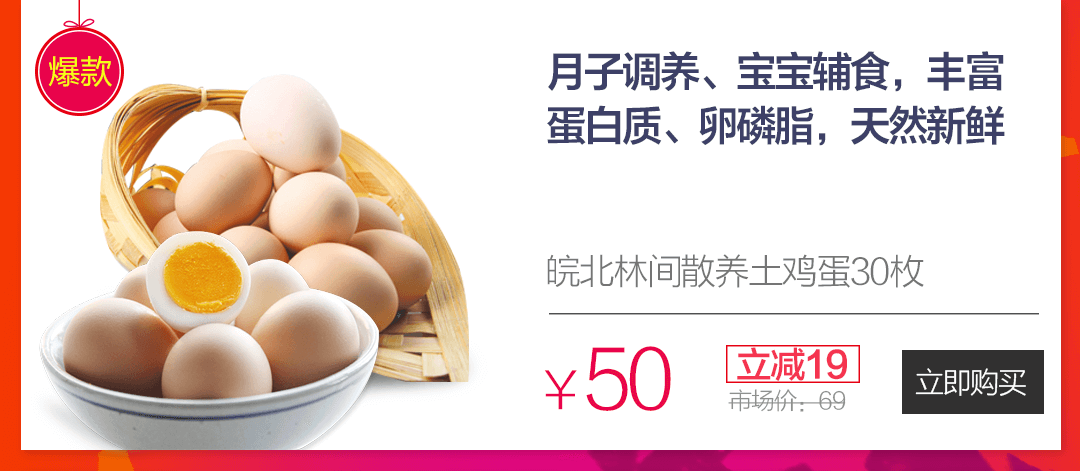 爆款
月子调养、宝宝辅食，丰富
蛋白质、卵磷脂，天然新鲜
皖北林间散养土鸡蛋30枚
¥50
立减19
市场价：69
立即购买